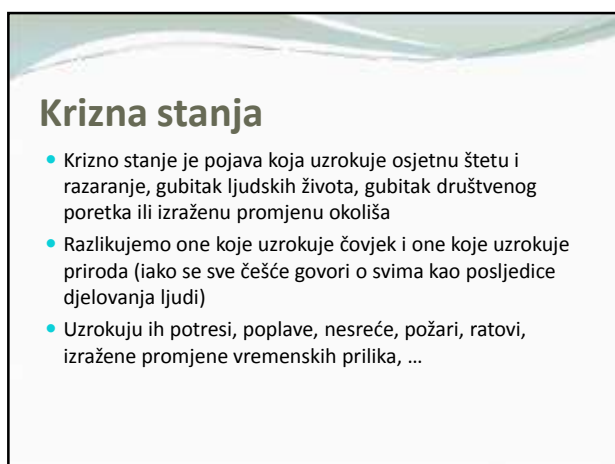 Krizna stanja
• Krizno stanje je pojava koja uzrokuje osjetnu štetu i
razaranje, gubitak ljudskih života, gubitak društvenog
poretka ili izraženu promjenu okoliša
• Razlikujemo one koje uzrokuje čovjek i one koje uzrokuje
priroda (iako se sve češće govori o svima kao posljedice
djelovanja ljudi)
• Uzrokuju ih potresi, poplave, nesreće, požari, ratovi,
izražene promjene vremenskih prilika, ...